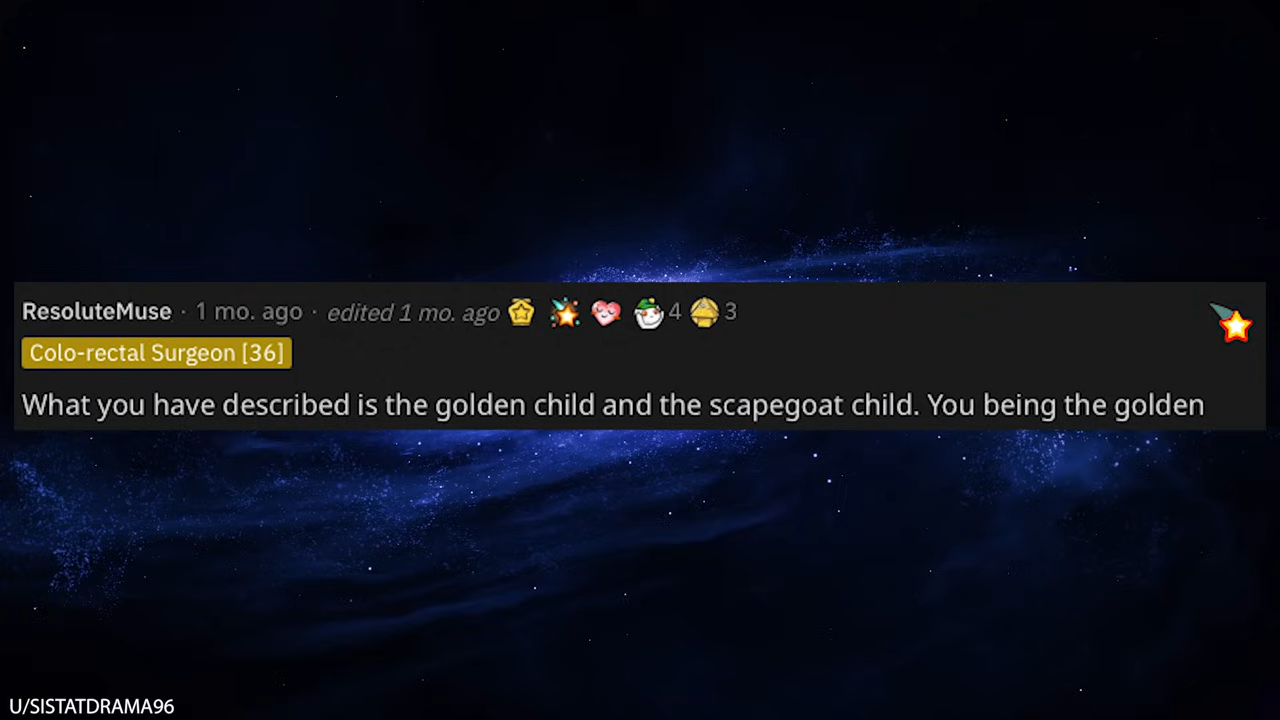 ResoluteMuse · 1 mo. ago · edited 1 mo. ago 4 3
Colo-rectal Surgeon [36]
What you have described is the golden child and the scapegoat child. You being the golden
U/SISTATDRAMA96